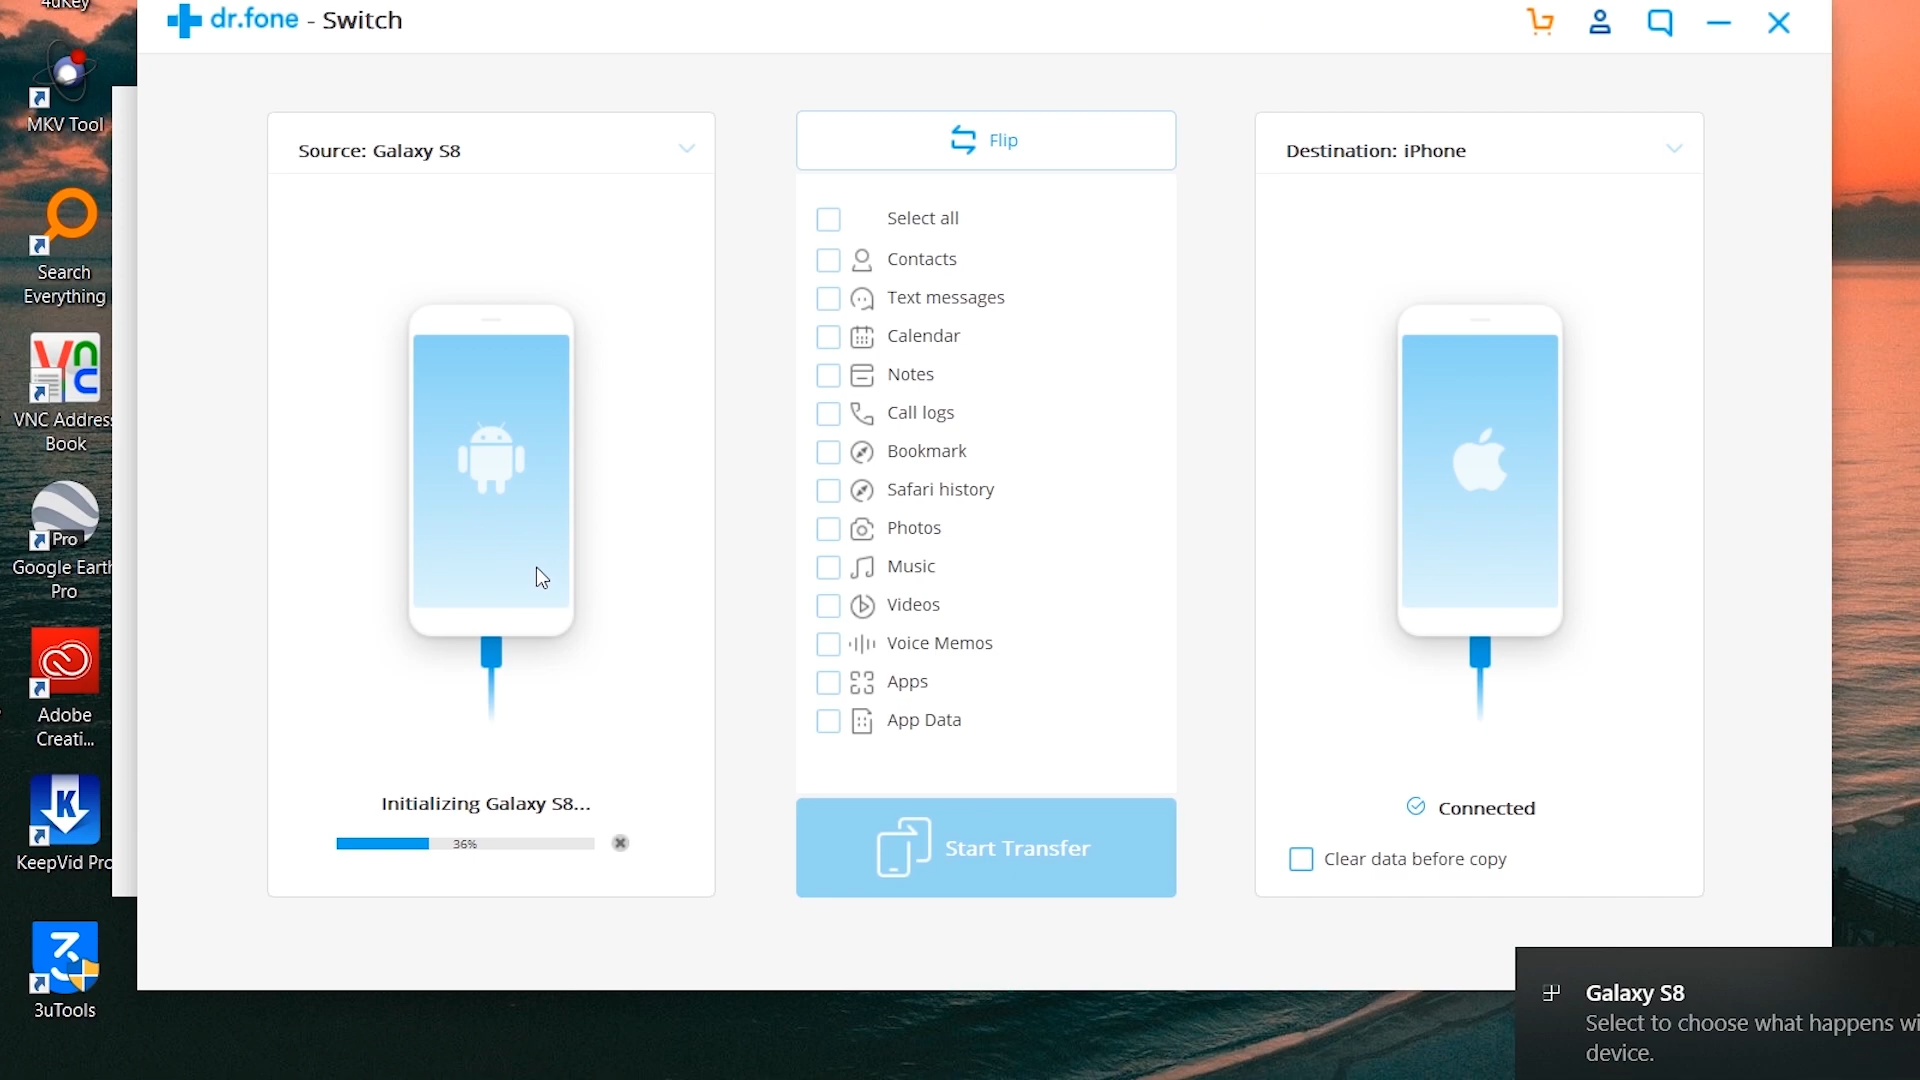 4uKey
dr.fone - Switch
MKV Tool
Search
Everything
VNC Address
Book
Pro
Google Earth
Pro
Adobe
Creati...
K
KeepVid Pro
3uTools
Source: Galaxy S8
Initializing Galaxy S8...
36%
Flip
Select all
Contacts
Text messages
Calendar
Notes
Call logs
Bookmark
Safari history
Photos
Music
Videos
Voice Memos
Apps
App Data
Start Transfer
Destination: iPhone
Connected
Clear data before copy
Galaxy S8
Select to choose what happens wi
device.